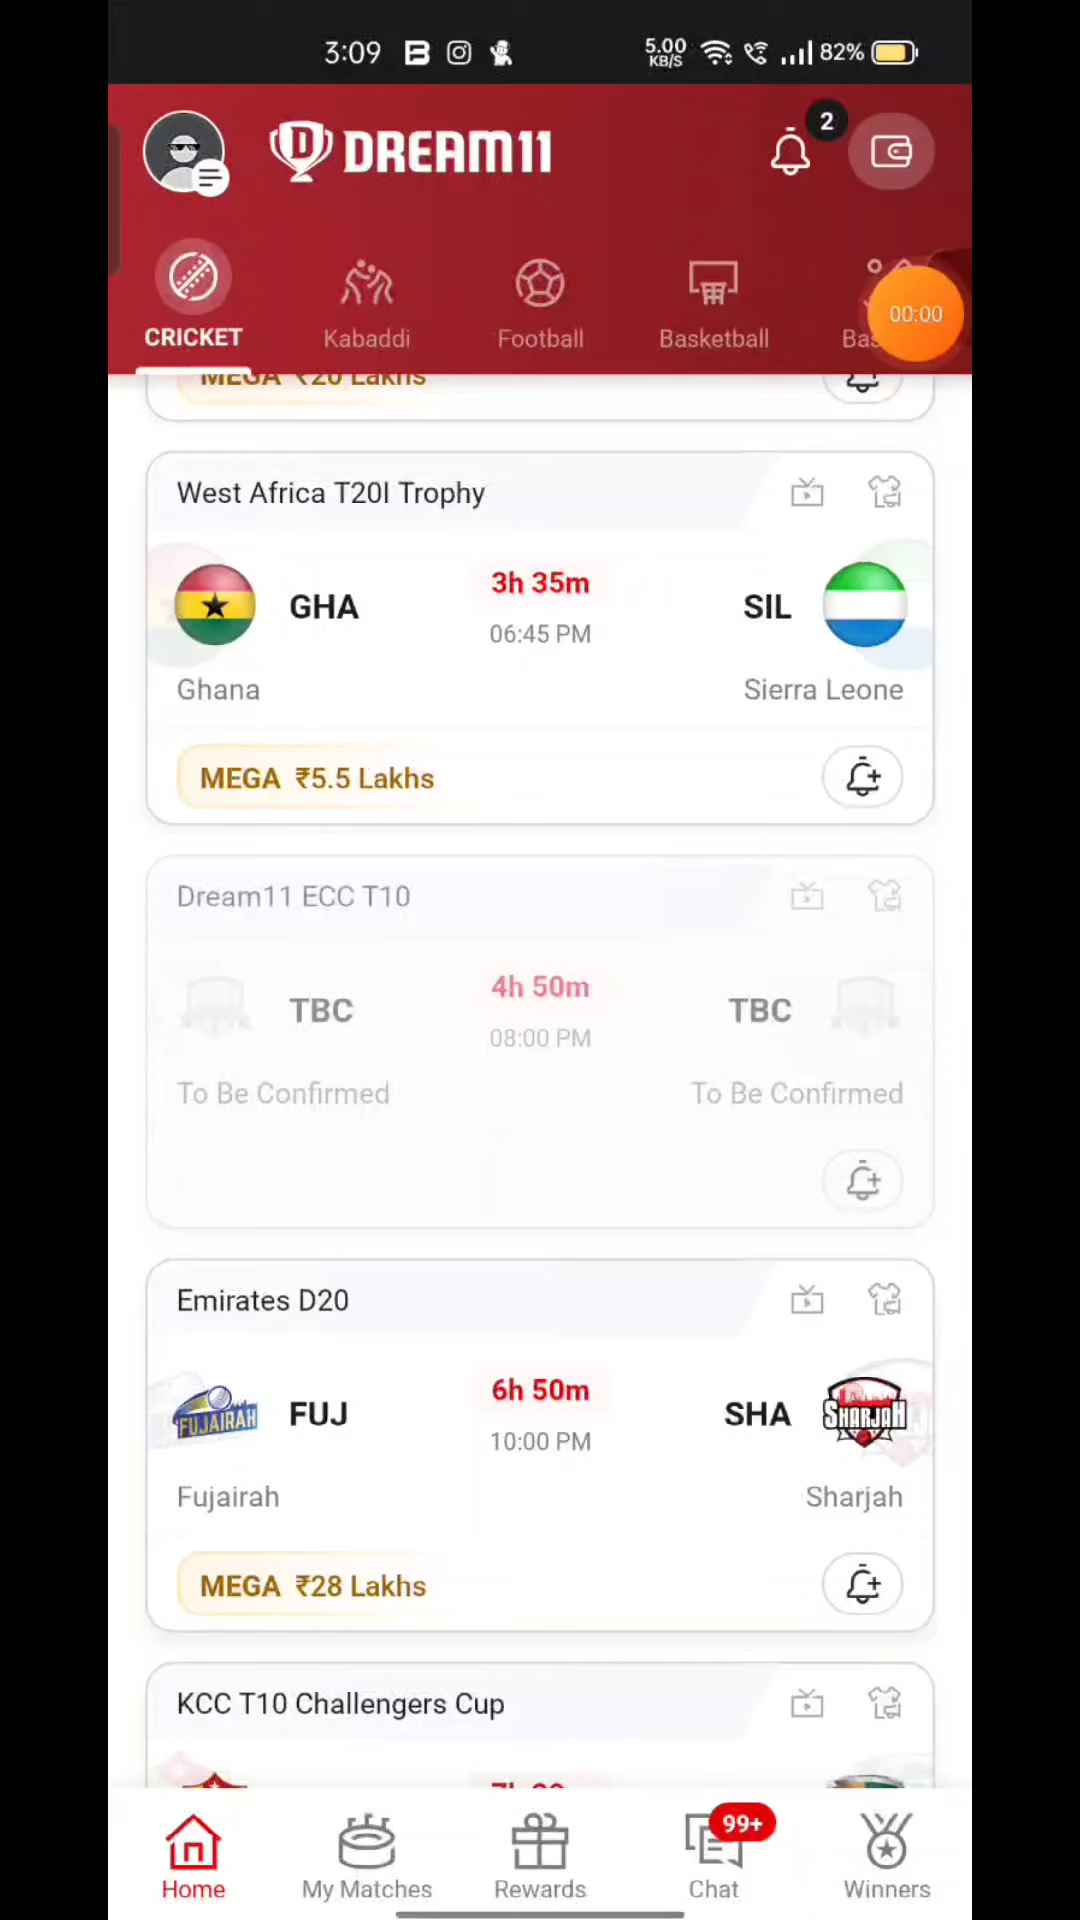 3:09 5.00 KB/S 82%
DREAM11 2
CRICKET Kabaddi Football Basketball Bas
00:00
MEGA ₹20 Lakhs
West Africa T20I Trophy
GHA 3h 35m SIL
06:45 PM
Ghana Sierra Leone
MEGA ₹5.5 Lakhs
Dream11 ECC T10
TBC 4h 50m TBC
08:00 PM
To Be Confirmed To Be Confirmed
Emirates D20
FUJAIRAH FUJ 6h 50m SHA SHARJAH
10:00 PM
Fujairah Sharjah
MEGA ₹28 Lakhs
KCC T10 Challengers Cup
99+
Home My Matches Rewards Chat Winners